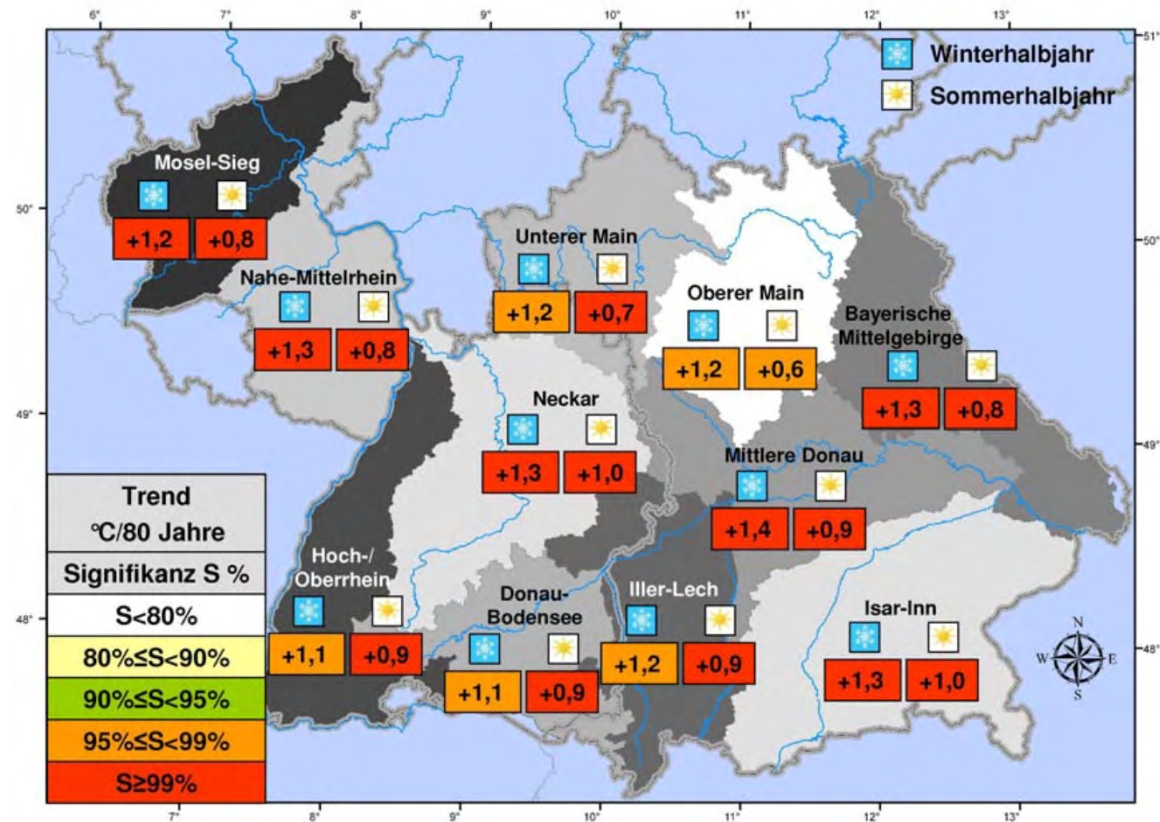 6° 7° 9° 10° 11° 12° 13°
51°
50°
49°
48°
50°
49°
48°
7° 8° 9° 10° 11° 12° 13°
Winterhalbjahr
Sommerhalbjahr
Mosel-Sieg
+1,2 +0,8
Nahe-Mittelrhein
+1,3 +0,8
Unterer Main
+1,2 +0,7
Oberer Main
+1,2 +0,6
Bayerische
Mittelgebirge
+1,3 +0,8
Neckar
+1,3 +1,0
Mittlere Donau
+1,4 +0,9
Hoch-/
Oberrhein
+1,1 +0,9
Donau-
Bodensee
+1,1 +0,9
Iller-Lech
+1,2 +0,9
Isar-Inn
+1,3 +1,0
N
W E
S
Trend
°C/80 Jahre
Signifikanz S %
S<80%
80%≤S<90%
90%≤S<95%
95%≤S<99%
S≥99%